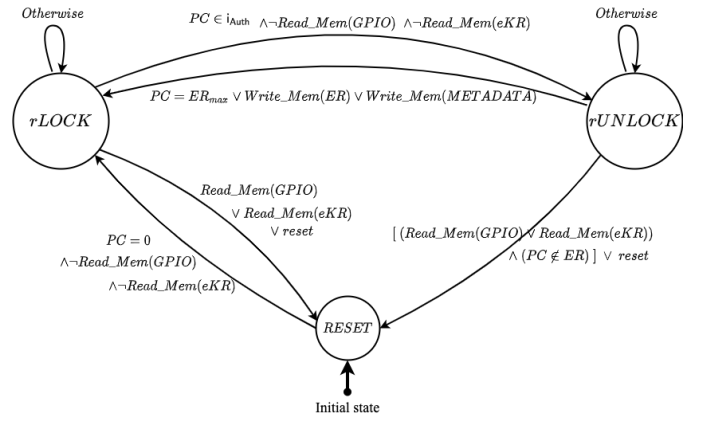 Otherwise
Otherwise
PC ∈ i_Auth ∧¬Read_Mem(GPIO) ∧¬Read_Mem(eKR)
PC = ER_max ∨ Write_Mem(ER) ∨ Write_Mem(METADATA)
rLOCK
rUNLOCK
Read_Mem(GPIO)
∨ Read_Mem(eKR)
∨ reset
PC = 0
∧¬Read_Mem(GPIO)
∧¬Read_Mem(eKR)
[ (Read_Mem(GPIO) ∨ Read_Mem(eKR))
∧ (PC ∉ ER) ] ∨ reset
RESET
Initial state